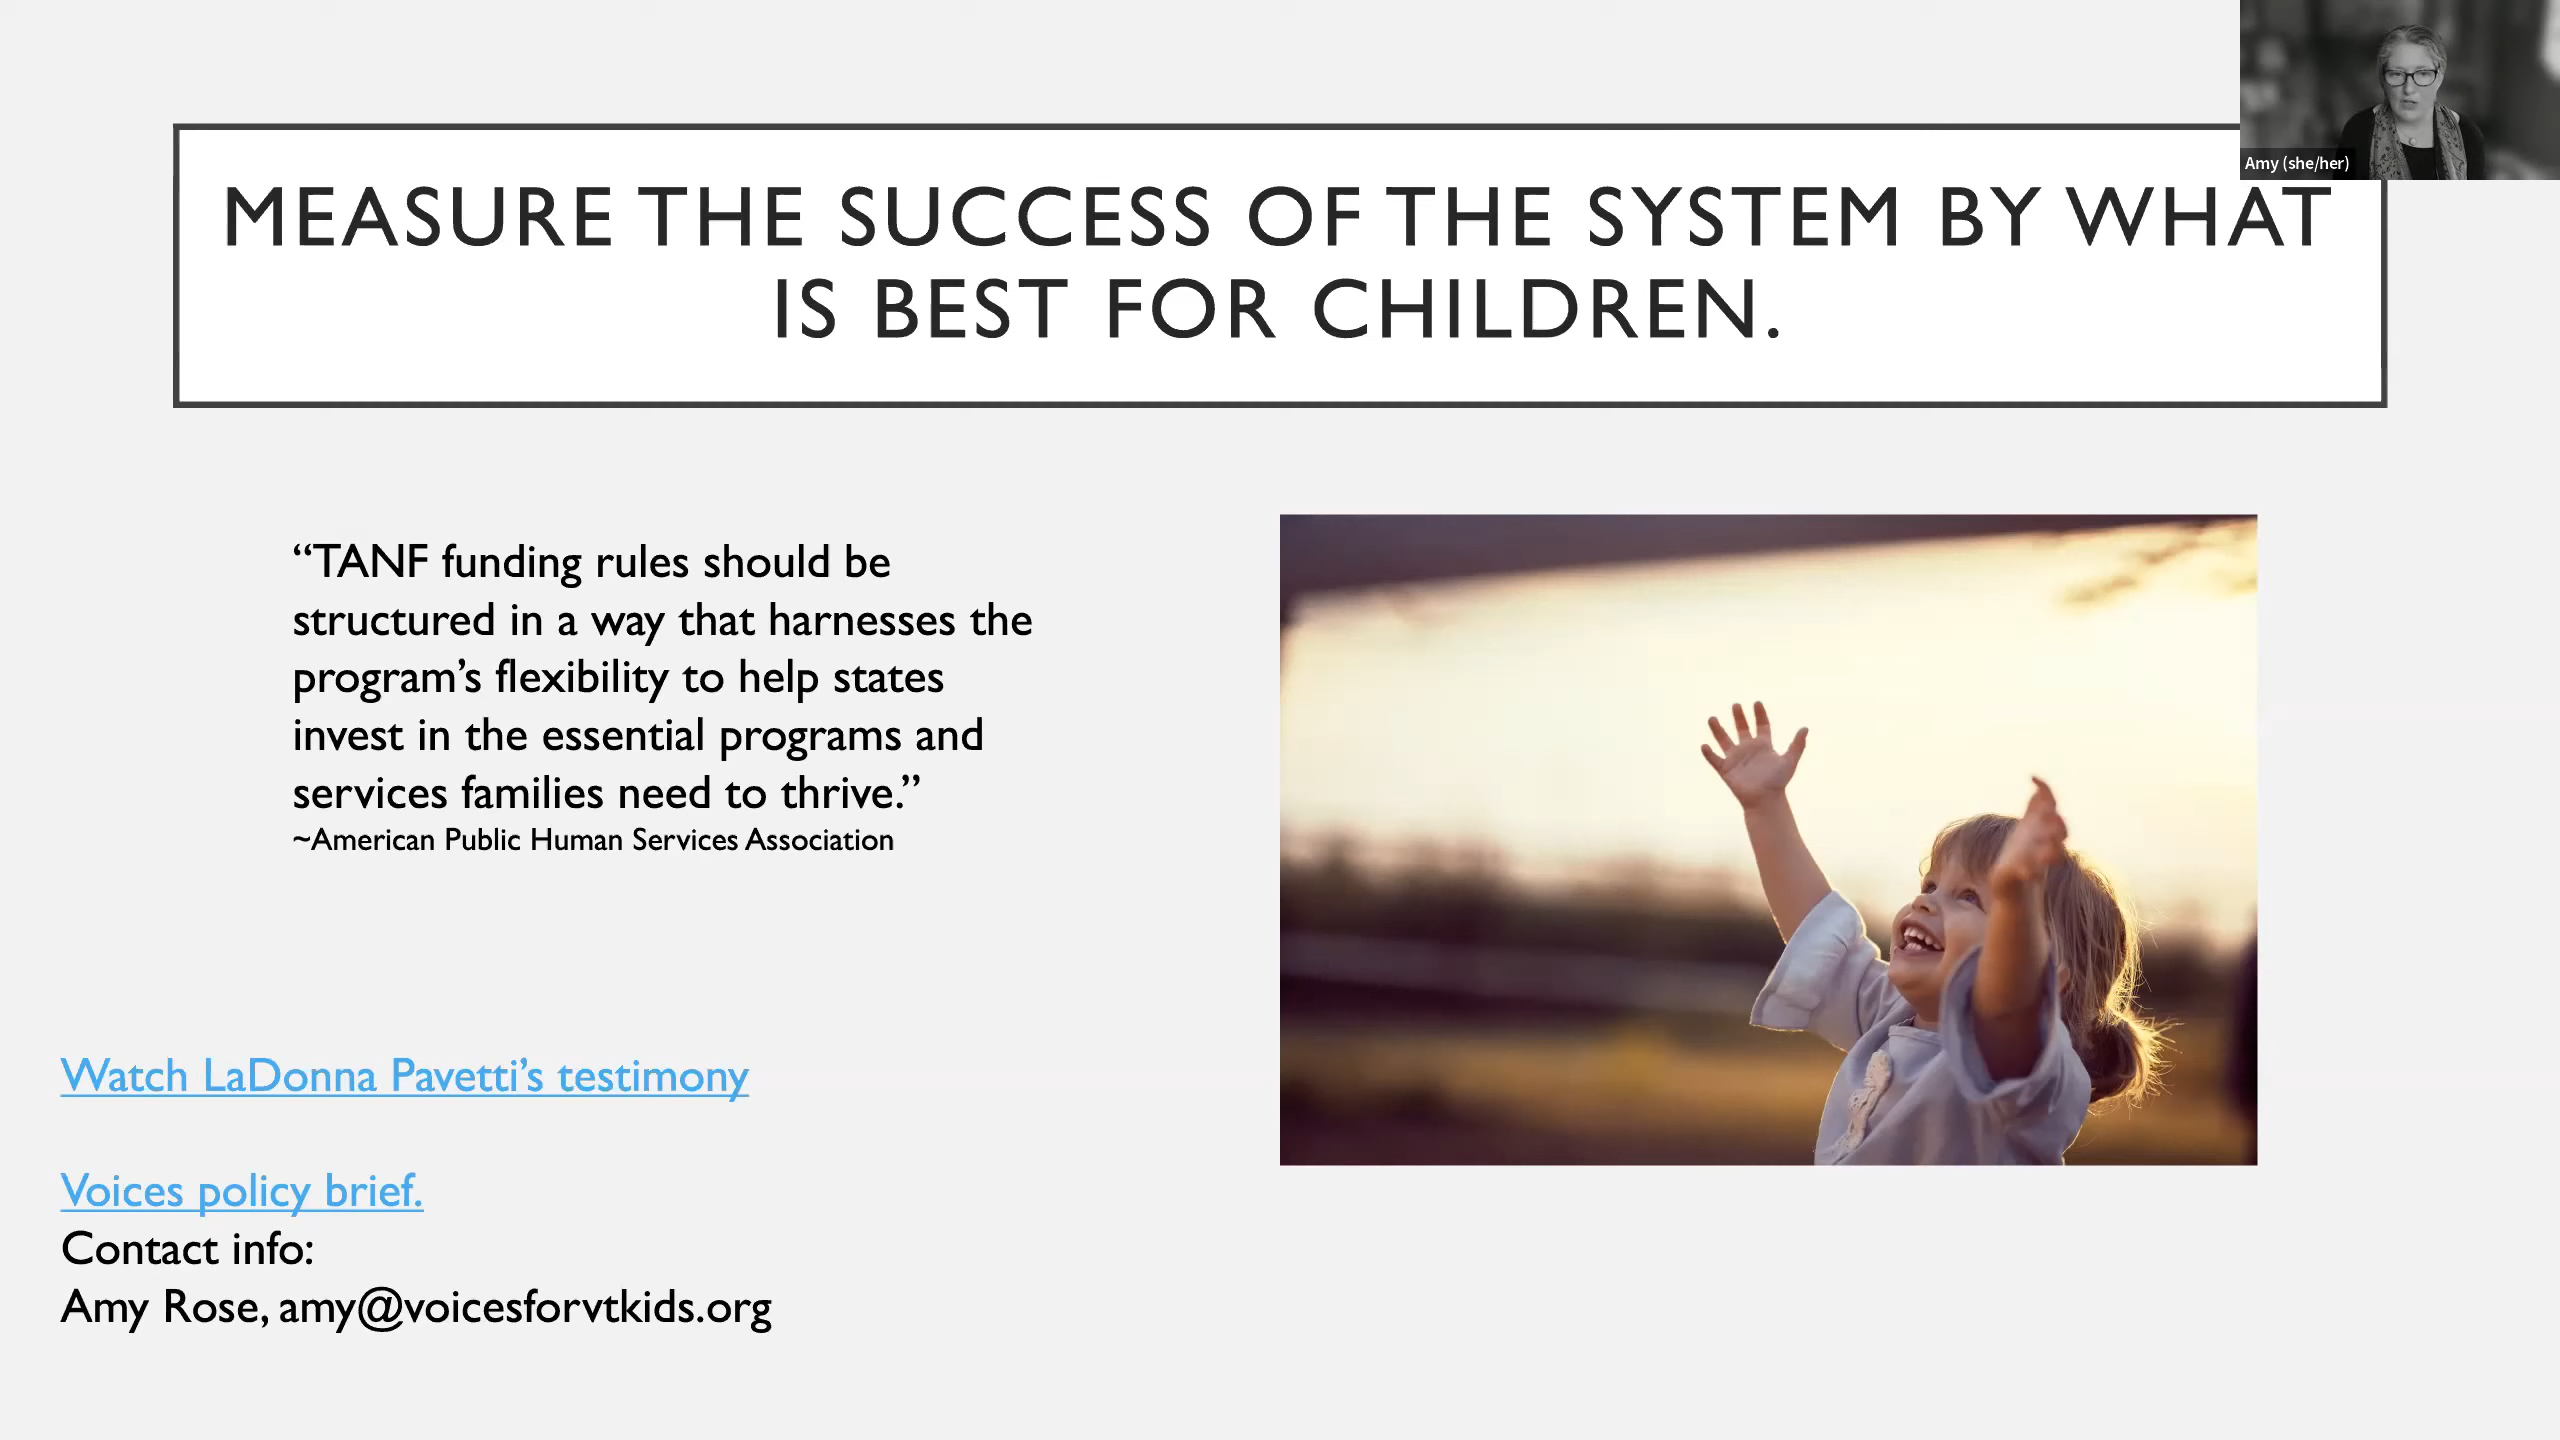 Amy (she/her)
MEASURE THE SUCCESS OF THE SYSTEM BY WHAT
IS BEST FOR CHILDREN.
“TANF funding rules should be
structured in a way that harnesses the
program’s flexibility to help states
invest in the essential programs and
services families need to thrive.”
~American Public Human Services Association
Watch LaDonna Pavetti’s testimony
Voices policy brief.
Contact info:
Amy Rose, amy@voicesforvtkids.org